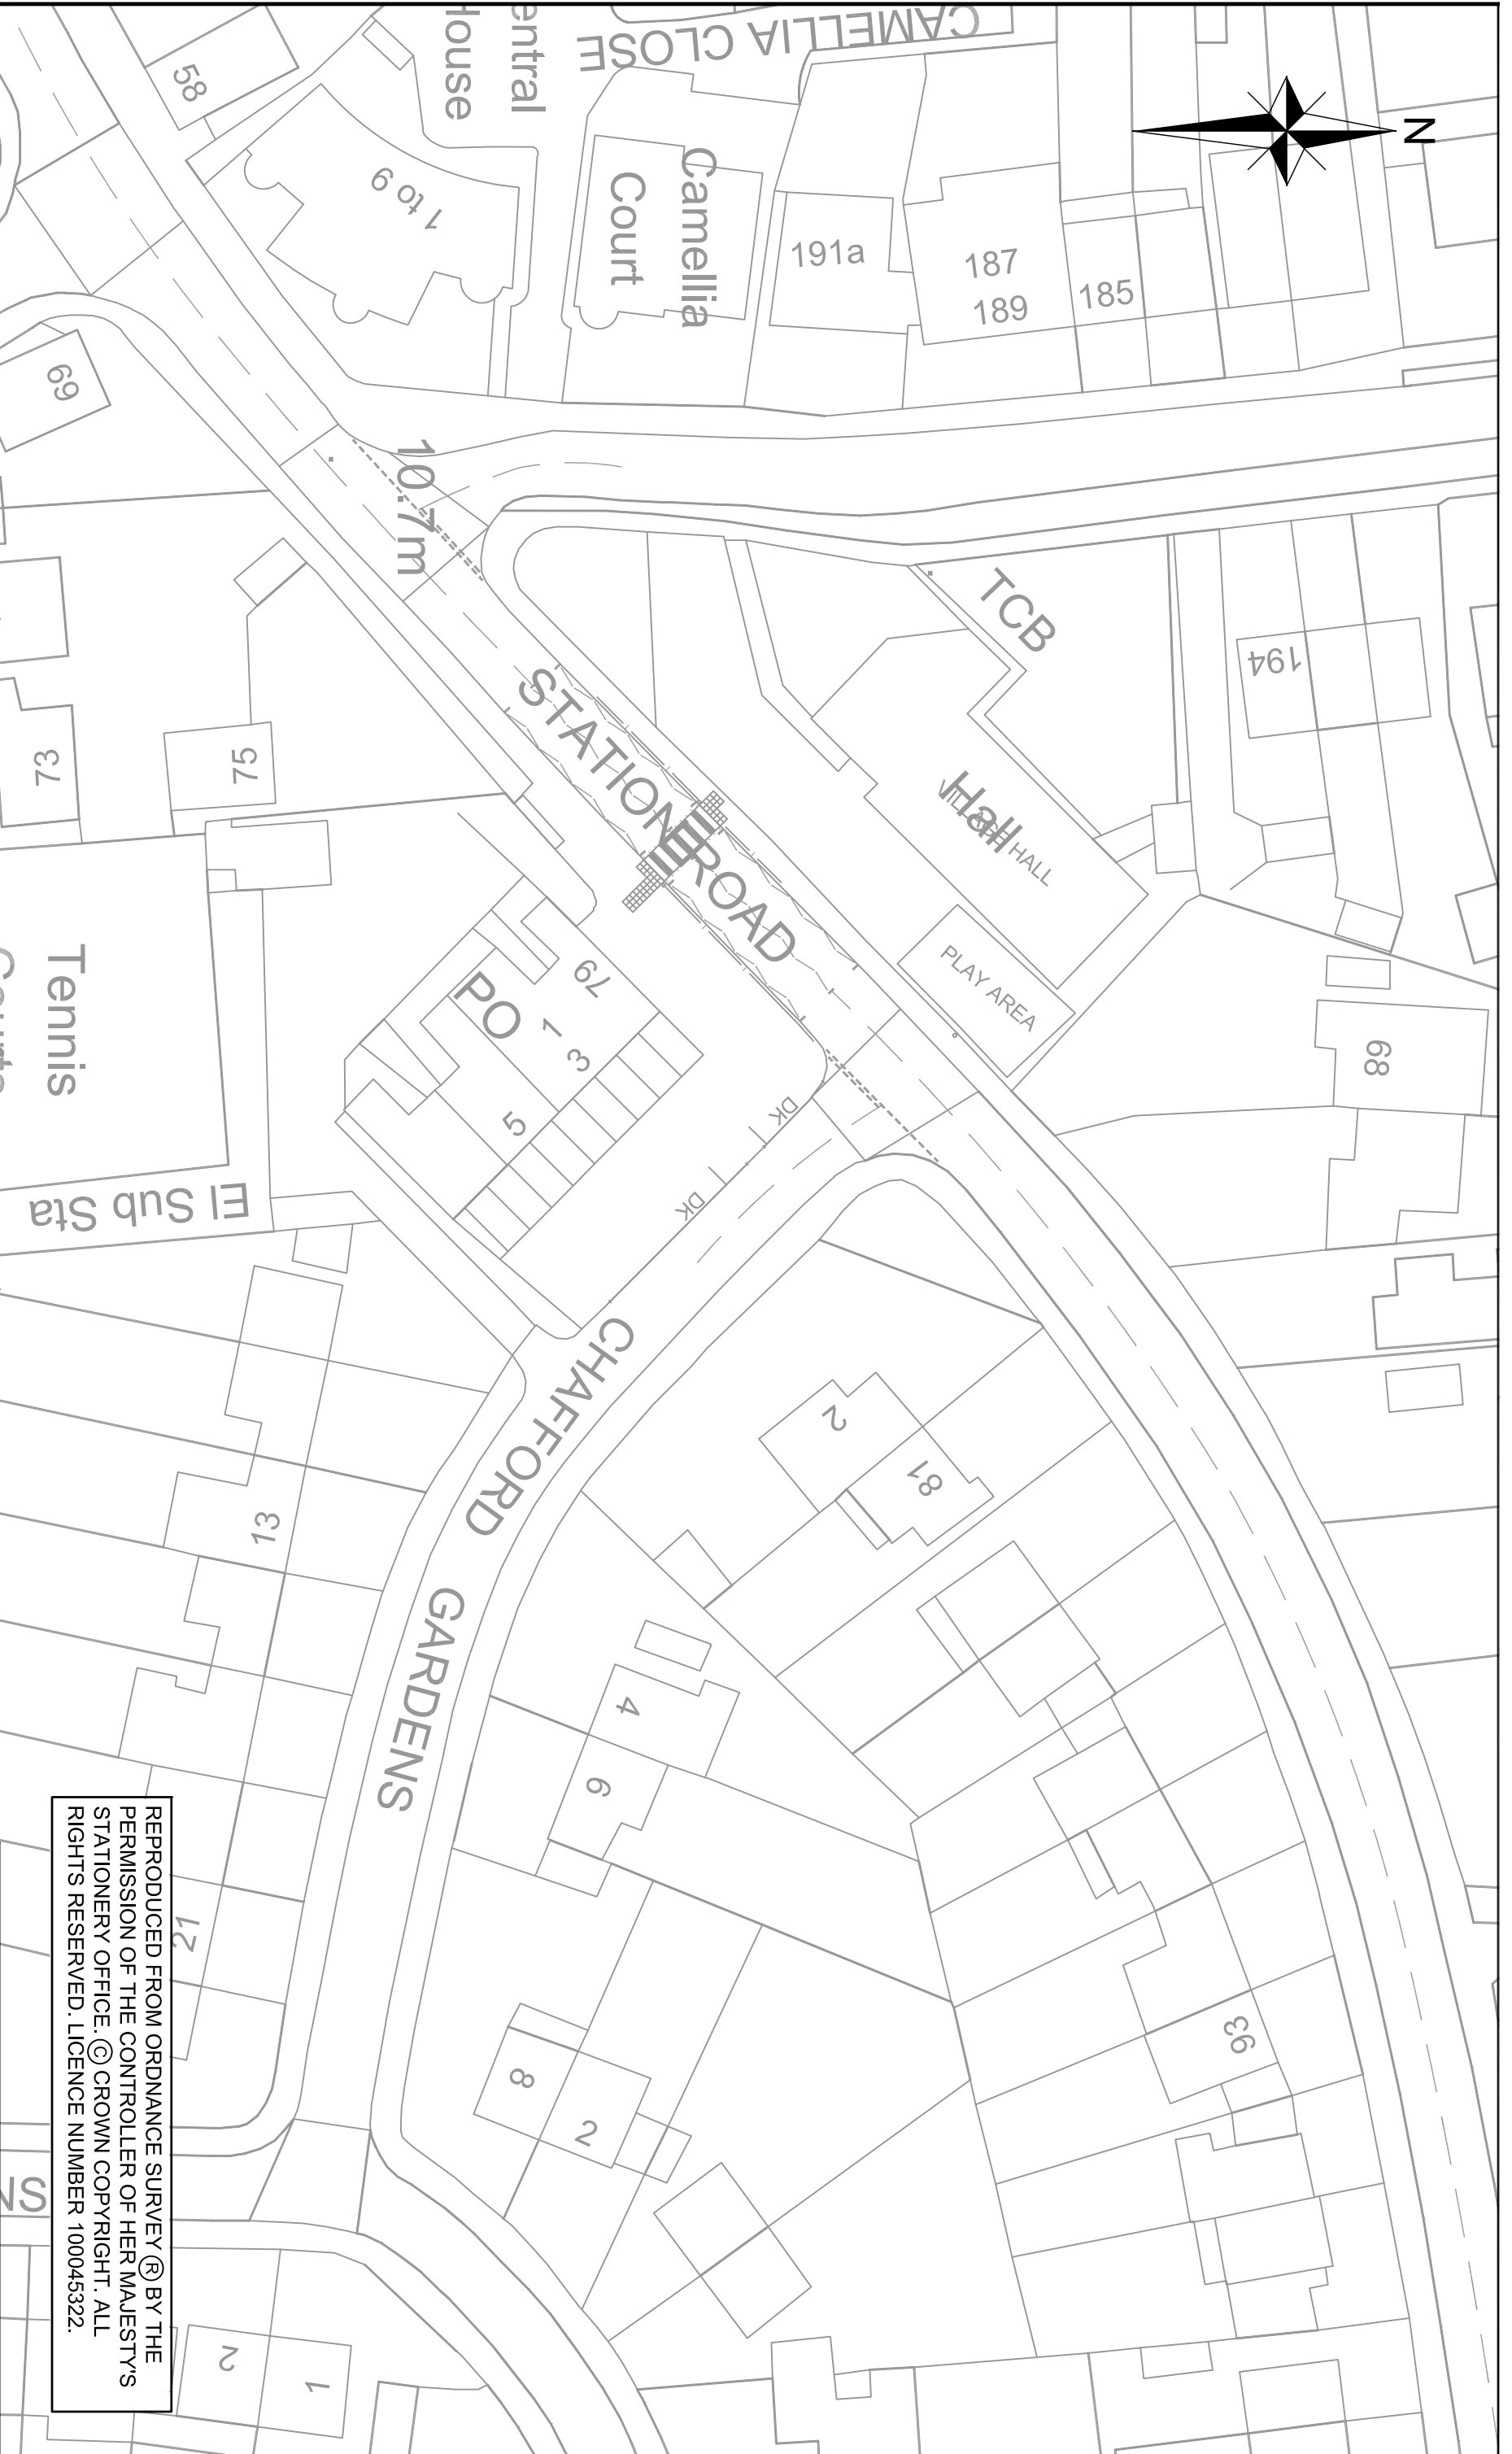 N
CAMELLIA CLOSE
entral
House
58
1 to 9
Camellia
Court
191a
187
189
185
69
10.7m
TCB
194
STATION ROAD
73
75
Hall
VILLAGE HALL
PLAY AREA
79
PO
1
3
5
DK
DK
68
Tennis
Courts
El Sub Sta
CHAFFORD
GARDENS
2
81
13
4
6
21
93
8
2
2
1
NS
REPRODUCED FROM ORDNANCE SURVEY Ⓡ BY THE
PERMISSION OF THE CONTROLLER OF HER MAJESTY'S
STATIONERY OFFICE. Ⓒ CROWN COPYRIGHT. ALL
RIGHTS RESERVED. LICENCE NUMBER 100045322.